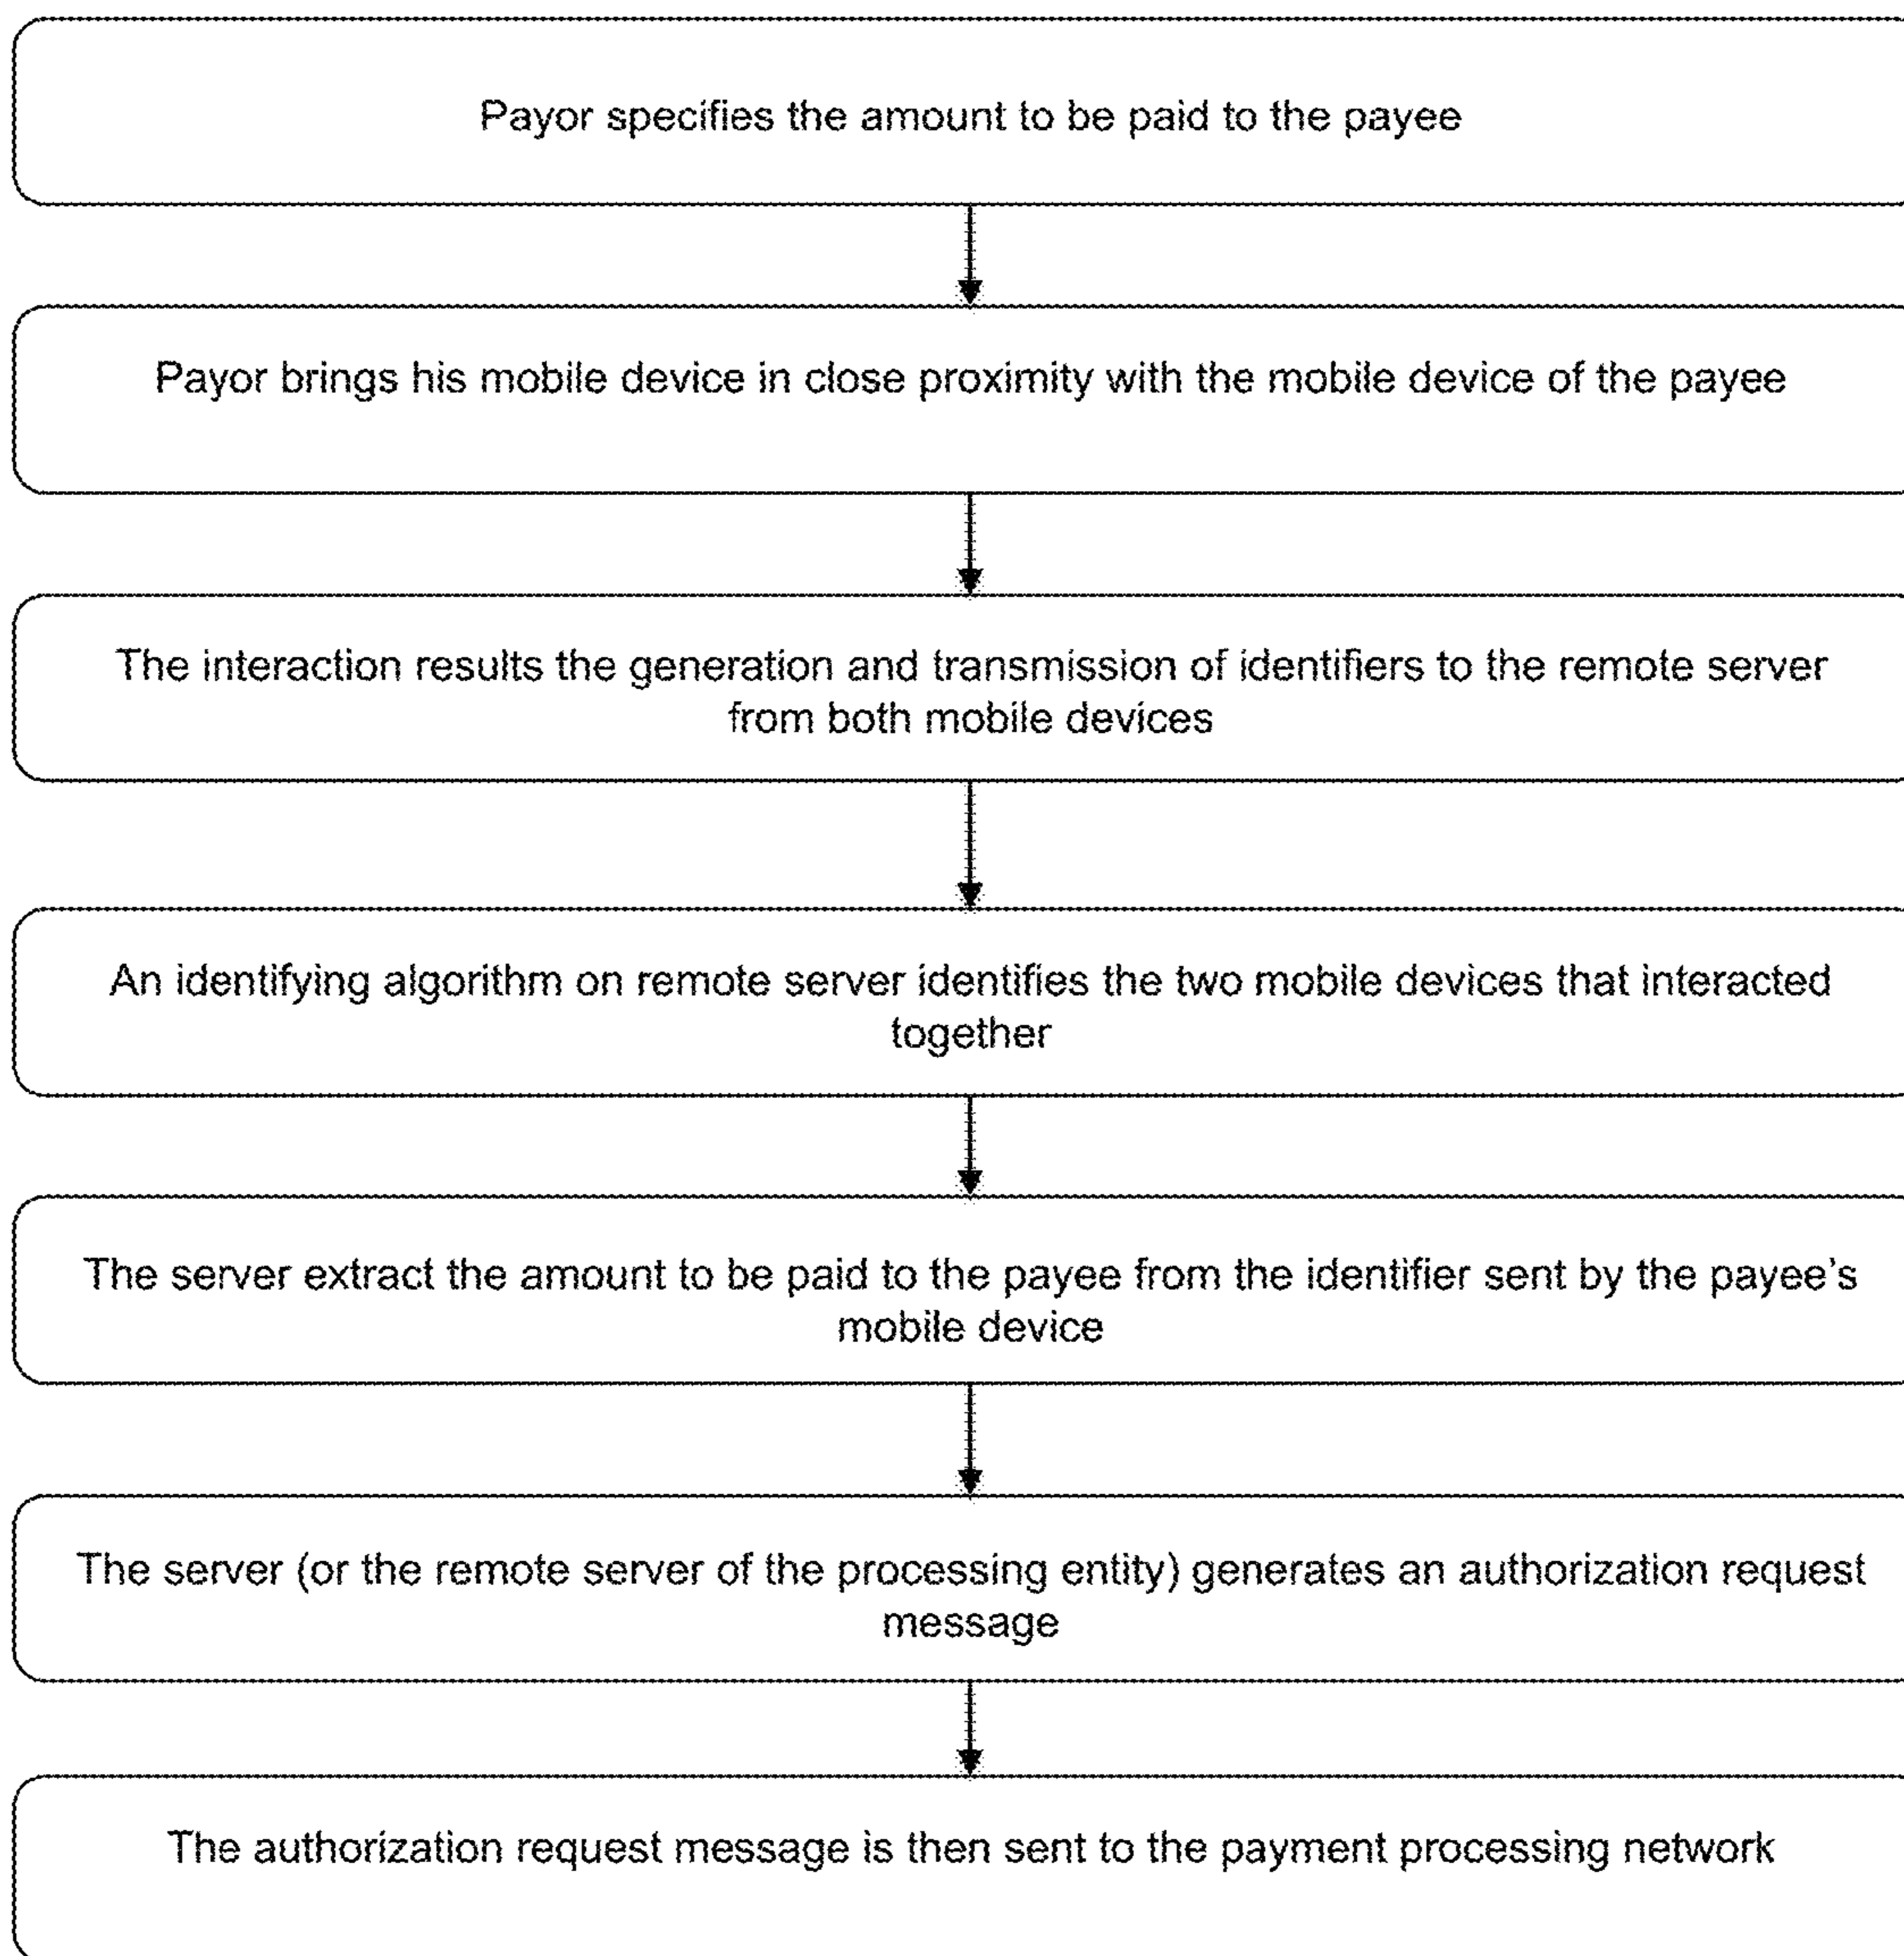 Payor specifies the amount to be paid to the payee
Payor brings his mobile device in close proximity with the mobile device of the payee
The interaction results the generation and transmission of identifiers to the remote server
from both mobile devices
An identifying algorithm on remote server identifies the two mobile devices that interacted
together
The server extract the amount to be paid to the payee from the identifier sent by the payee's
mobile device
The server (or the remote server of the processing entity) generates an authorization request
message
The authorization request message is then sent to the payment processing network